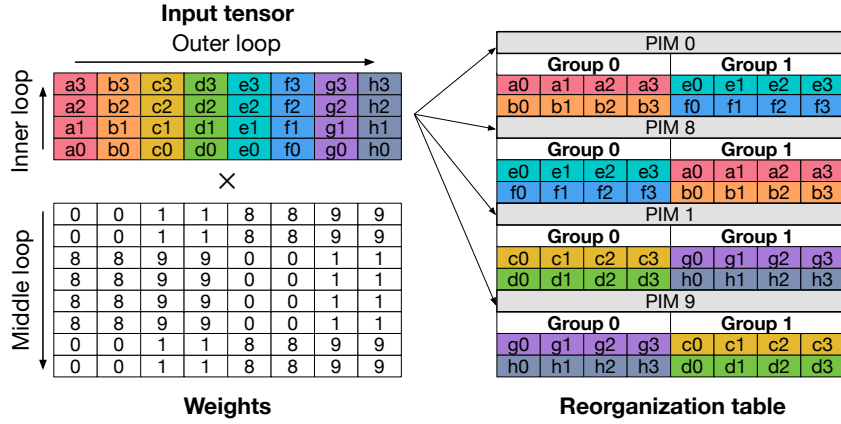 Input tensor
Outer loop
Inner loop
a3 b3 c3 d3 e3 f3 g3 h3
a2 b2 c2 d2 e2 f2 g2 h2
a1 b1 c1 d1 e1 f1 g1 h1
a0 b0 c0 d0 e0 f0 g0 h0
×
Middle loop
0 0 1 1 8 8 9 9
0 0 1 1 8 8 9 9
8 8 9 9 0 0 1 1
8 8 9 9 0 0 1 1
8 8 9 9 0 0 1 1
8 8 9 9 0 0 1 1
0 0 1 1 8 8 9 9
0 0 1 1 8 8 9 9
Weights
PIM 0
Group 0 Group 1
a0 a1 a2 a3 e0 e1 e2 e3
b0 b1 b2 b3 f0 f1 f2 f3
PIM 8
Group 0 Group 1
e0 e1 e2 e3 a0 a1 a2 a3
f0 f1 f2 f3 b0 b1 b2 b3
PIM 1
Group 0 Group 1
c0 c1 c2 c3 g0 g1 g2 g3
d0 d1 d2 d3 h0 h1 h2 h3
PIM 9
Group 0 Group 1
g0 g1 g2 g3 c0 c1 c2 c3
h0 h1 h2 h3 d0 d1 d2 d3
Reorganization table